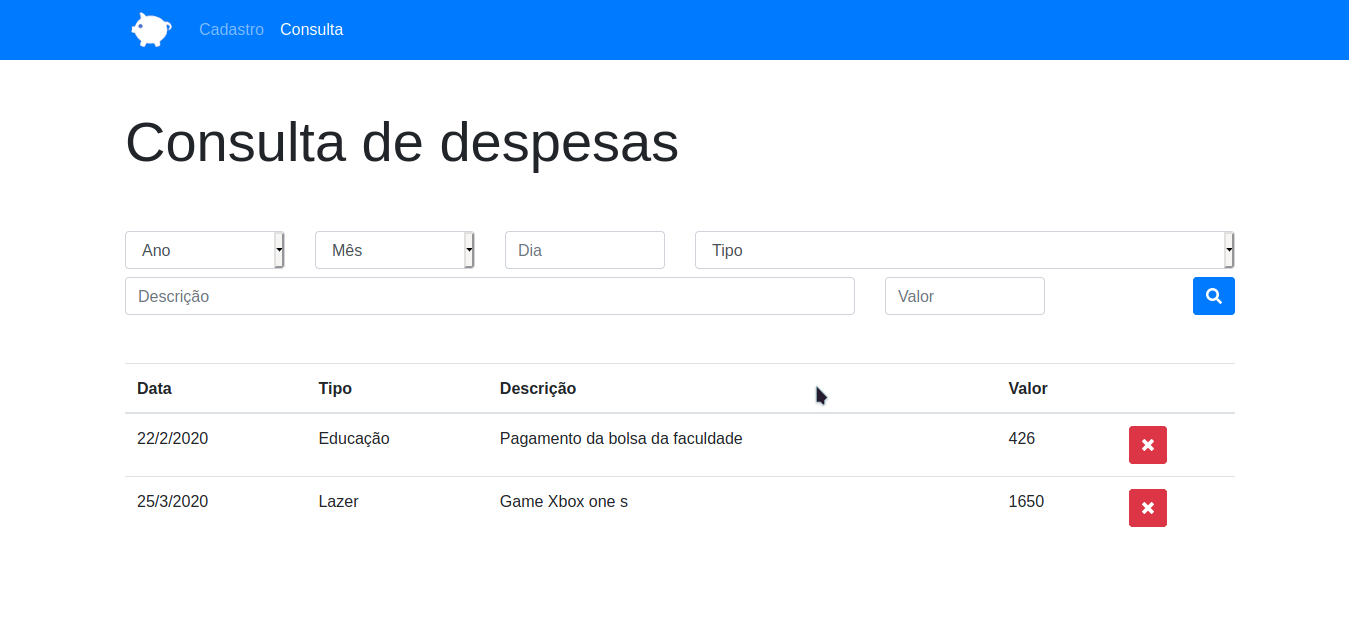 Cadastro Consulta
Consulta de despesas
Ano Mês Dia Tipo
Descrição Valor
Data Tipo Descrição Valor
22/2/2020 Educação Pagamento da bolsa da faculdade 426
25/3/2020 Lazer Game Xbox one s 1650